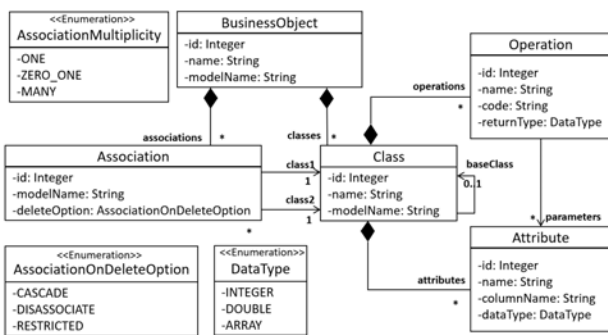 <<Enumeration>>
AssociationMultiplicity
-ONE
-ZERO_ONE
-MANY
BusinessObject
-id: Integer
-name: String
-modelName: String
Operation
-id: Integer
-name: String
-code: String
-returnType: DataType
operations
*
associations
*
classes
*
Association
-id: Integer
-modelName: String
-deleteOption: AssociationOnDeleteOption
class1
1
class2
1
*
Class
-id: Integer
-name: String
-modelName: String
baseClass
0..1
* parameters
<<Enumeration>>
AssociationOnDeleteOption
-CASCADE
-DISASSOCIATE
-RESTRICTED
<<Enumeration>>
DataType
-INTEGER
-DOUBLE
-ARRAY
attributes
*
Attribute
-id: Integer
-name: String
-columnName: String
-dataType: DataType